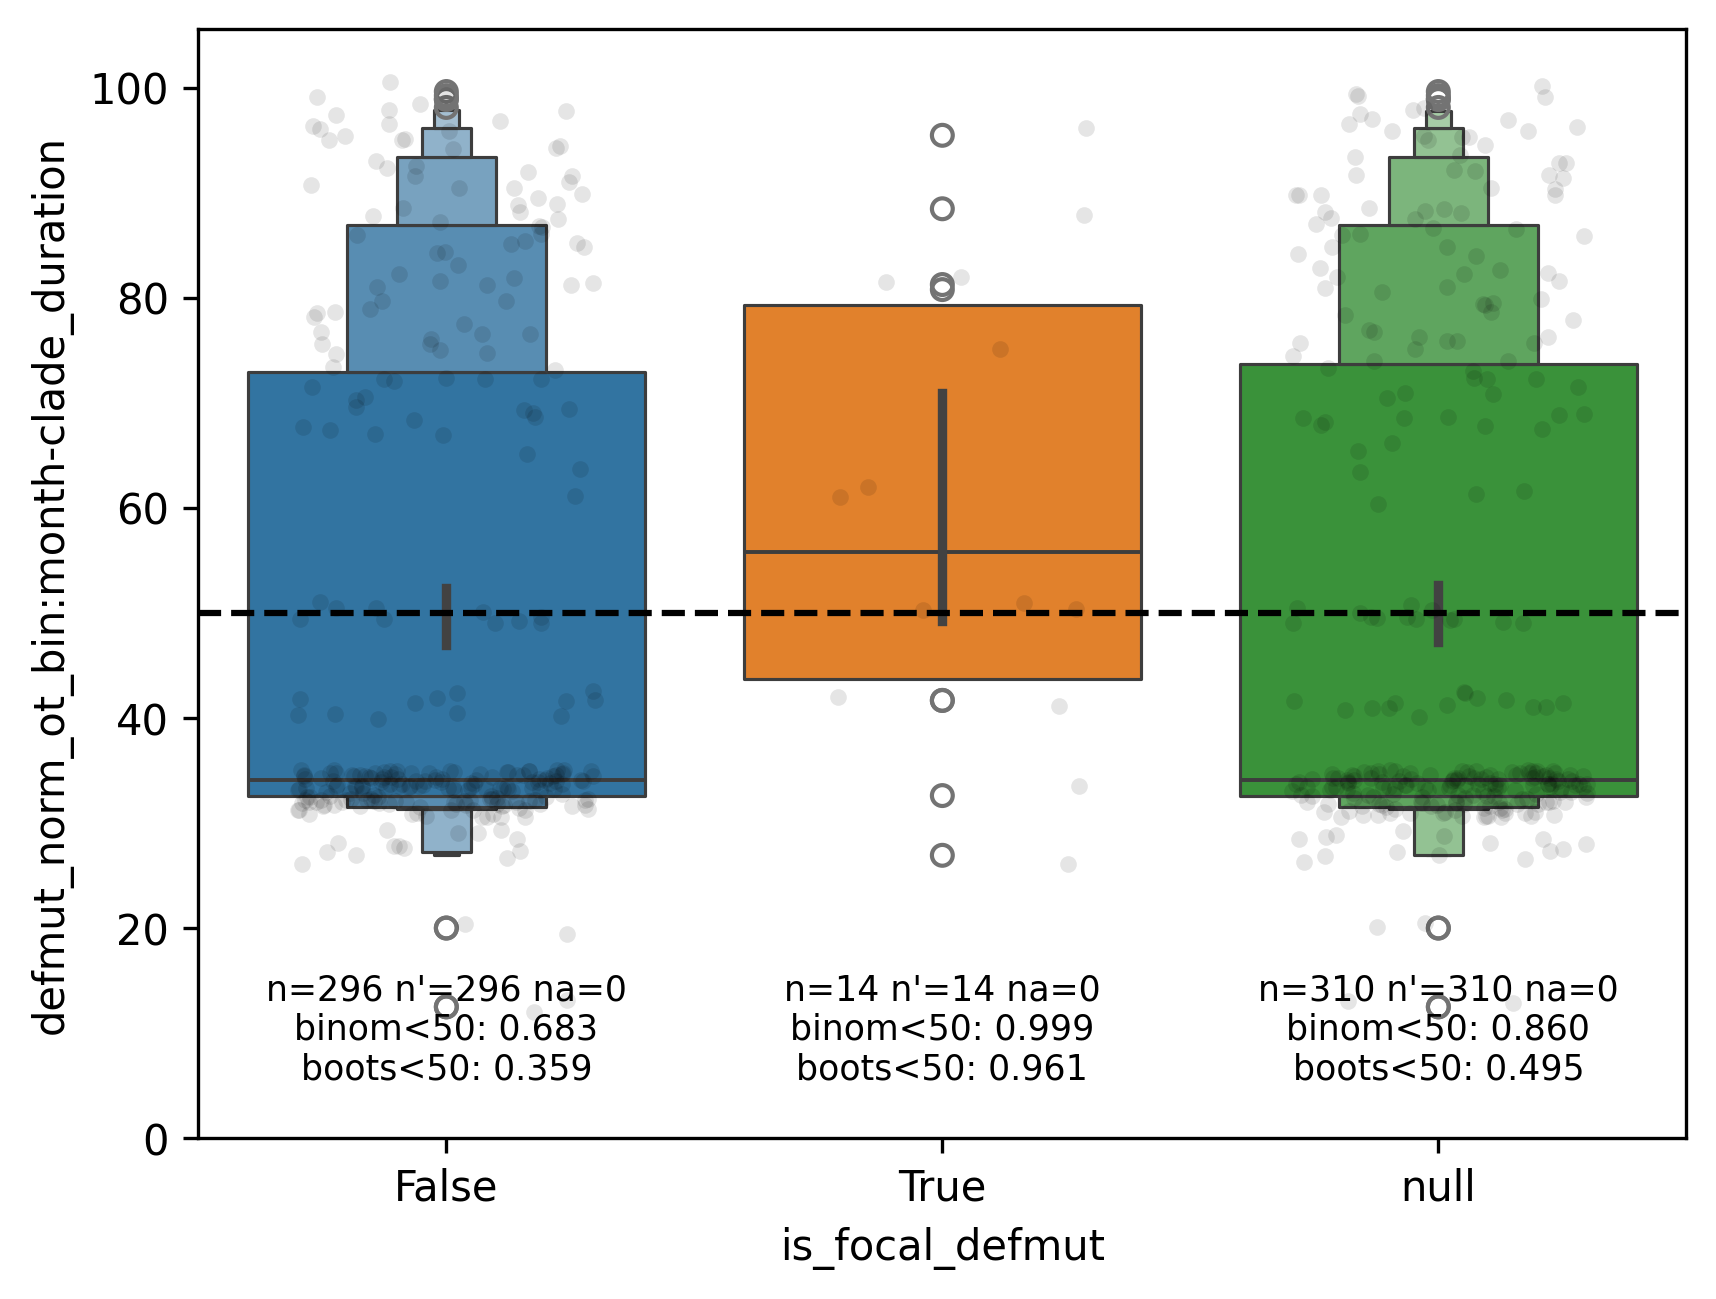 100
80
60
40
20
0
defmut_norm_ot_bin:month-clade_duration
n=296 n'=296 na=0
binom<50: 0.683
boots<50: 0.359
n=14 n'=14 na=0
binom<50: 0.999
boots<50: 0.961
n=310 n'=310 na=0
binom<50: 0.860
boots<50: 0.495
False
True
null
is_focal_defmut